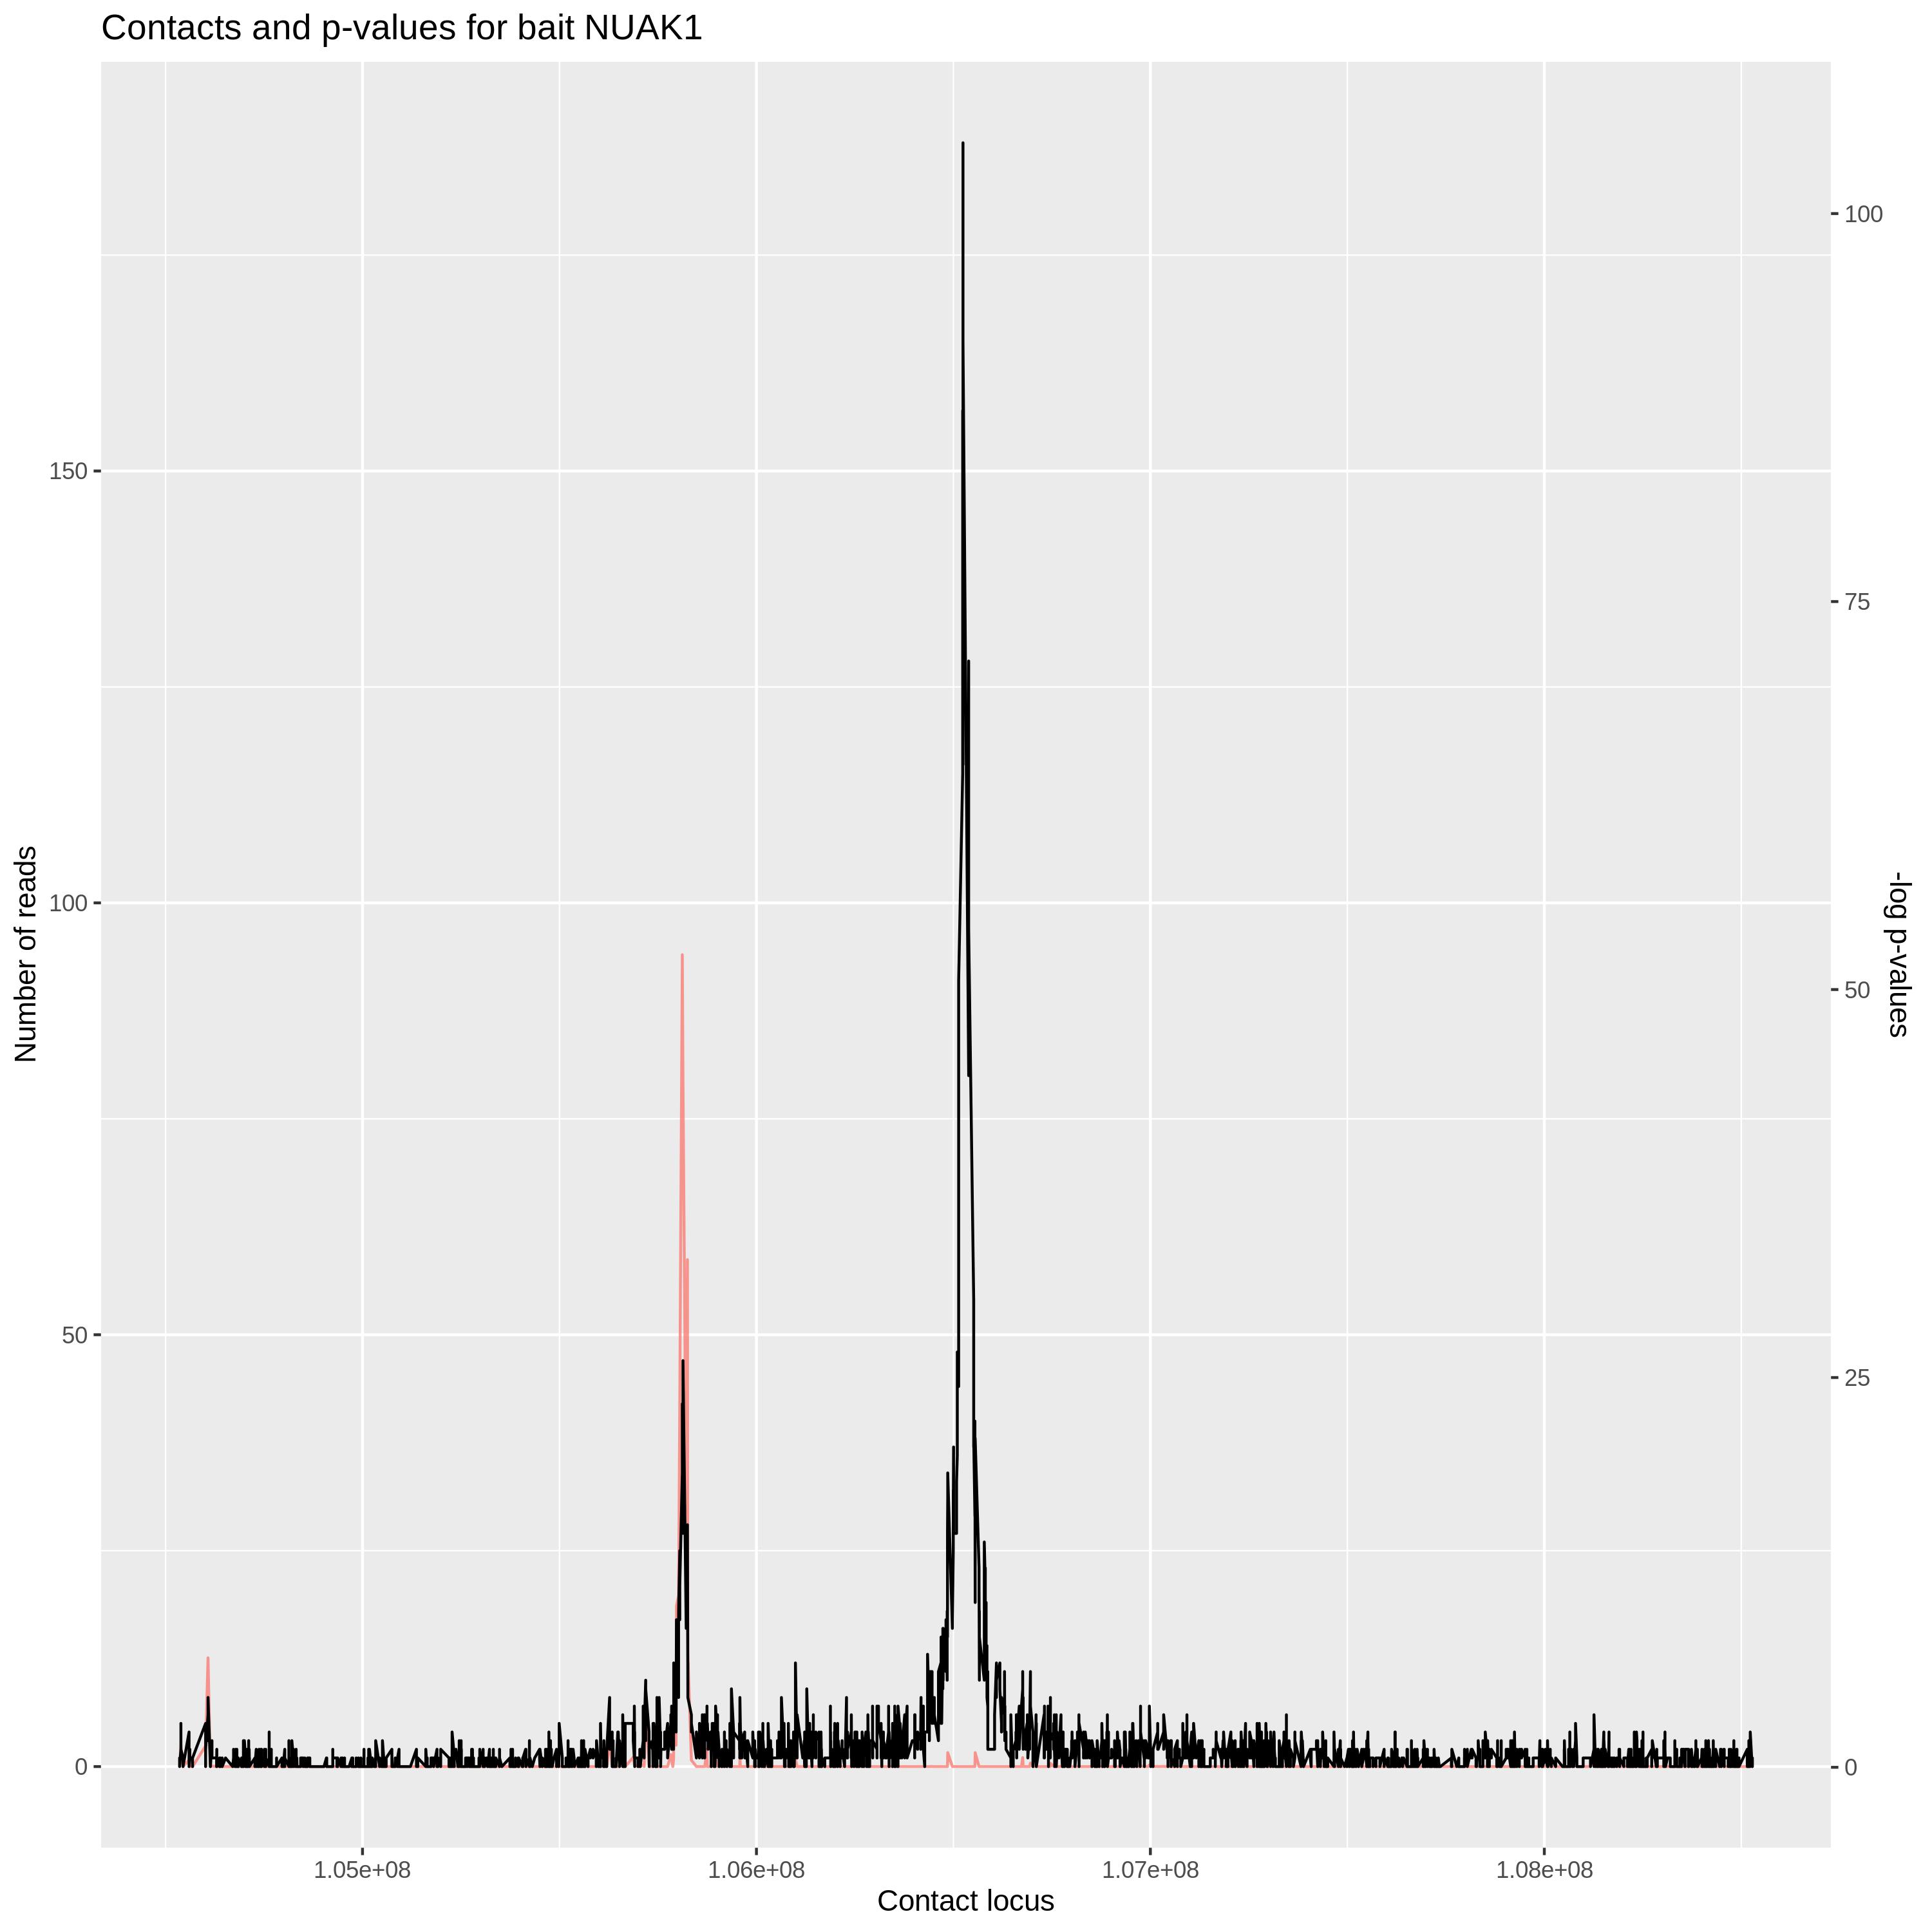 Contacts and p-values for bait NUAK1
Number of reads
150
100
50
0
100
75
50
25
0
-log p-values
1.05e+08 1.06e+08 1.07e+08 1.08e+08
Contact locus